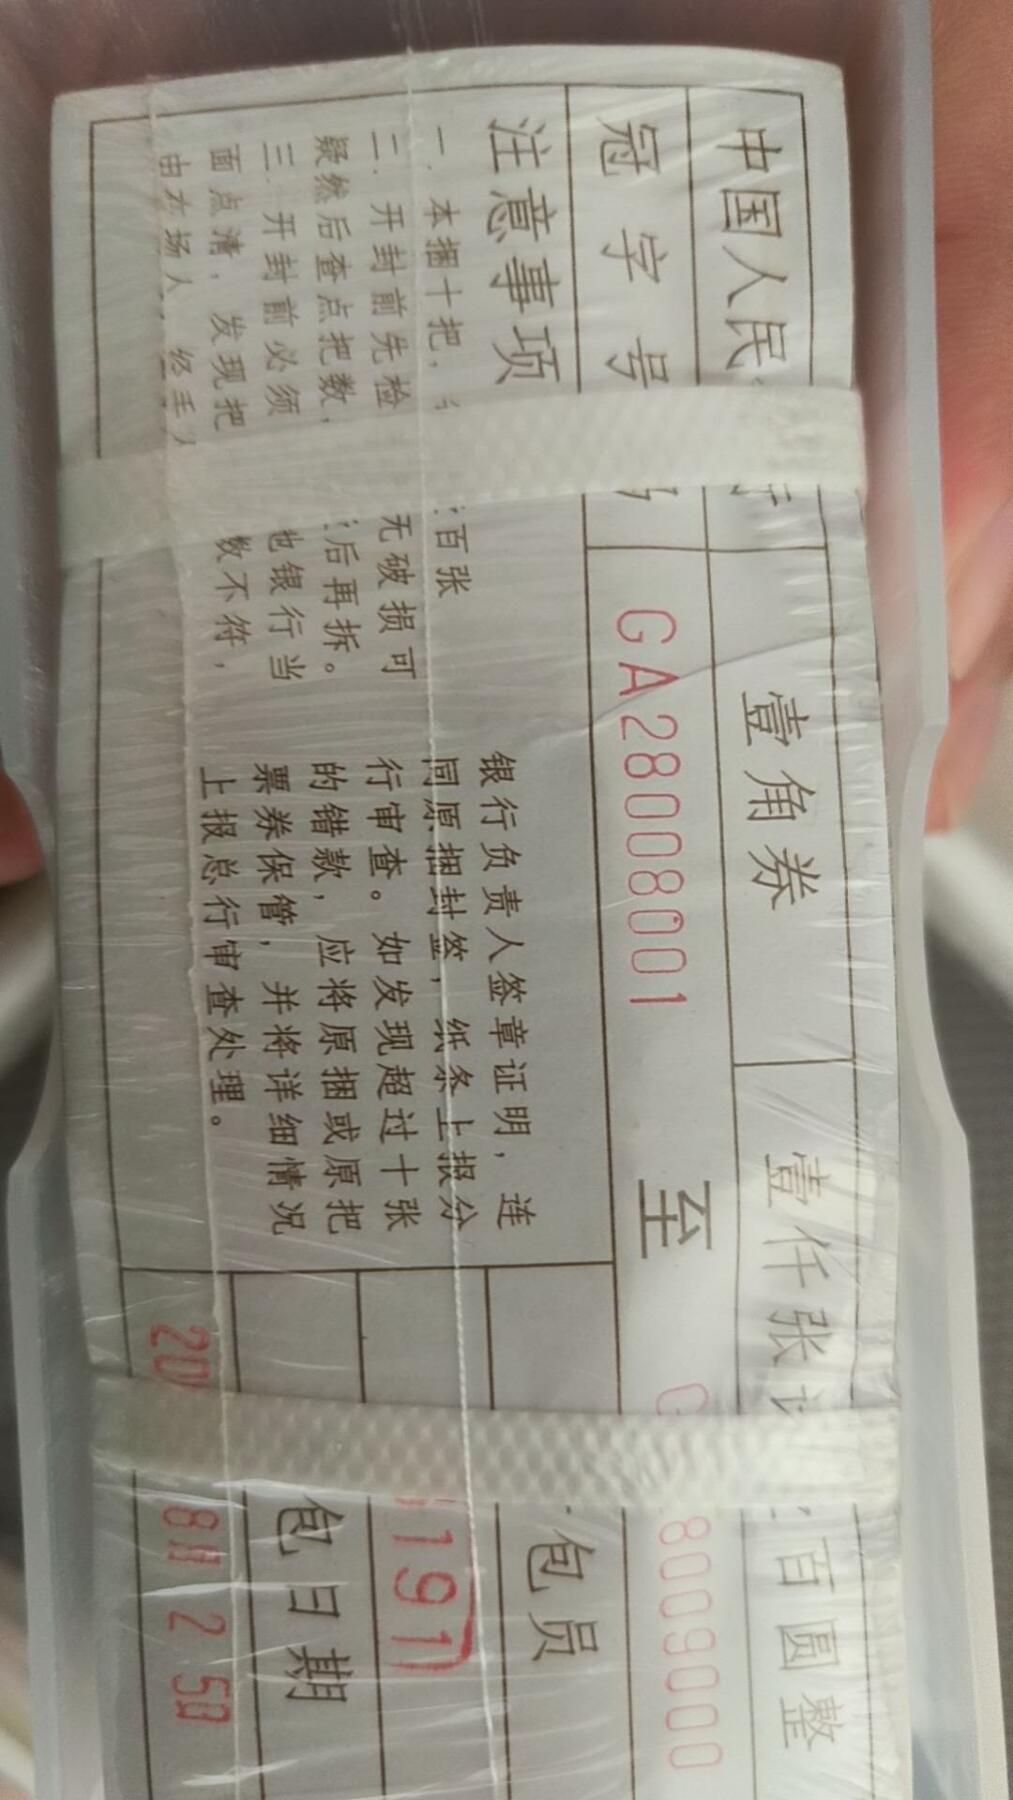 中国人民 壹角券 壹仟张 百圆整
冠字号 GA28008001 至 8009000
注意事项
一. 本捆十把, 百张
二. 开封前先检 无破损可
疑然后查点把数, 后再拆。
三. 开封前必须 银行当
面点清, 发现把 数不符,
由在场人
银行负责人签章证明, 连
同原捆封签, 纸条上报分
行审查。如发现超过十张
的错款, 应将原捆或原把
票券保管, 并将详细情况
上报总行审查处理。
包员
191
包日期